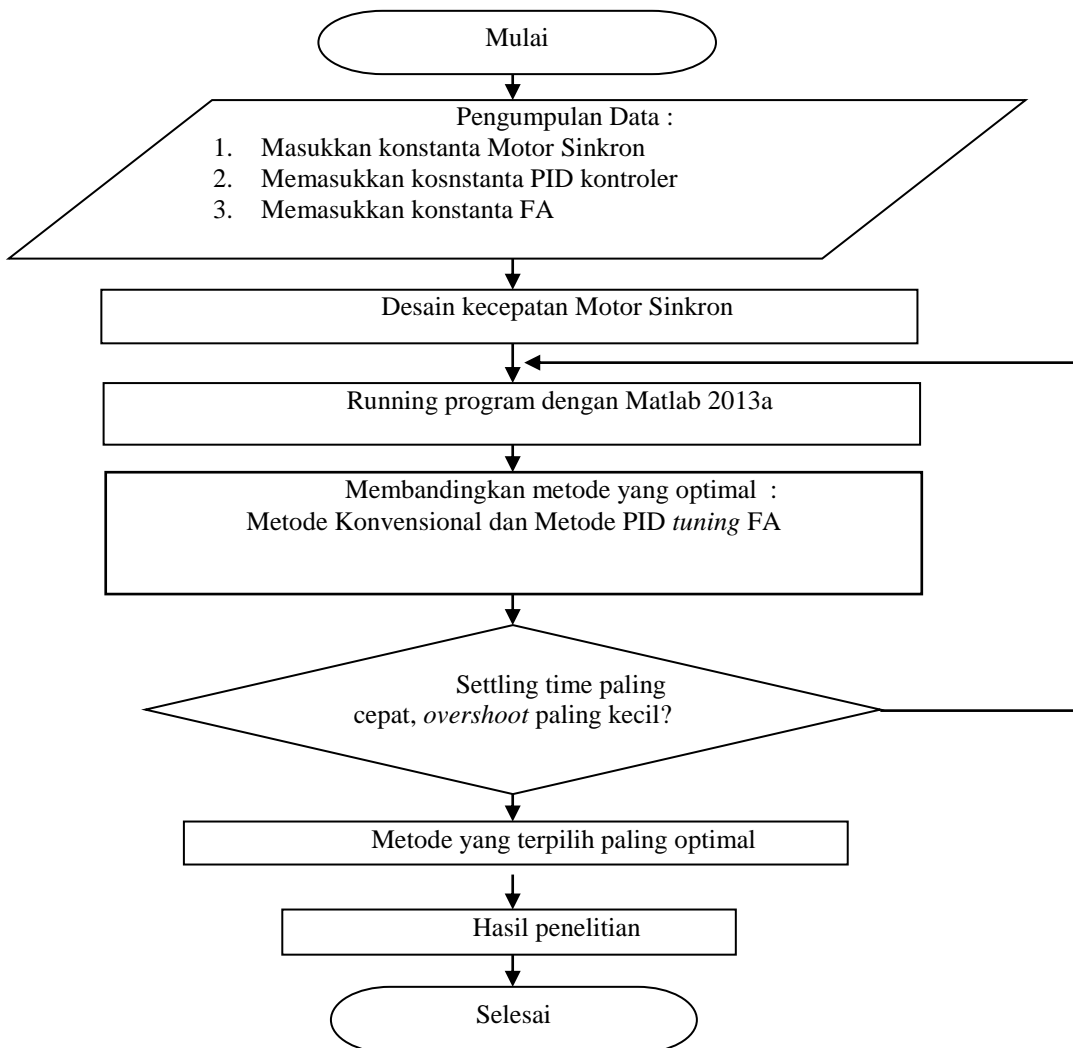 Mulai
Pengumpulan Data :
1. Masukkan konstanta Motor Sinkron
2. Memasukkan kosnstanta PID kontroler
3. Memasukkan konstanta FA
Desain kecepatan Motor Sinkron
Running program dengan Matlab 2013a
Membandingkan metode yang optimal :
Metode Konvensional dan Metode PID tuning FA
Settling time paling
cepat, overshoot paling kecil?
Metode yang terpilih paling optimal
Hasil penelitian
Selesai